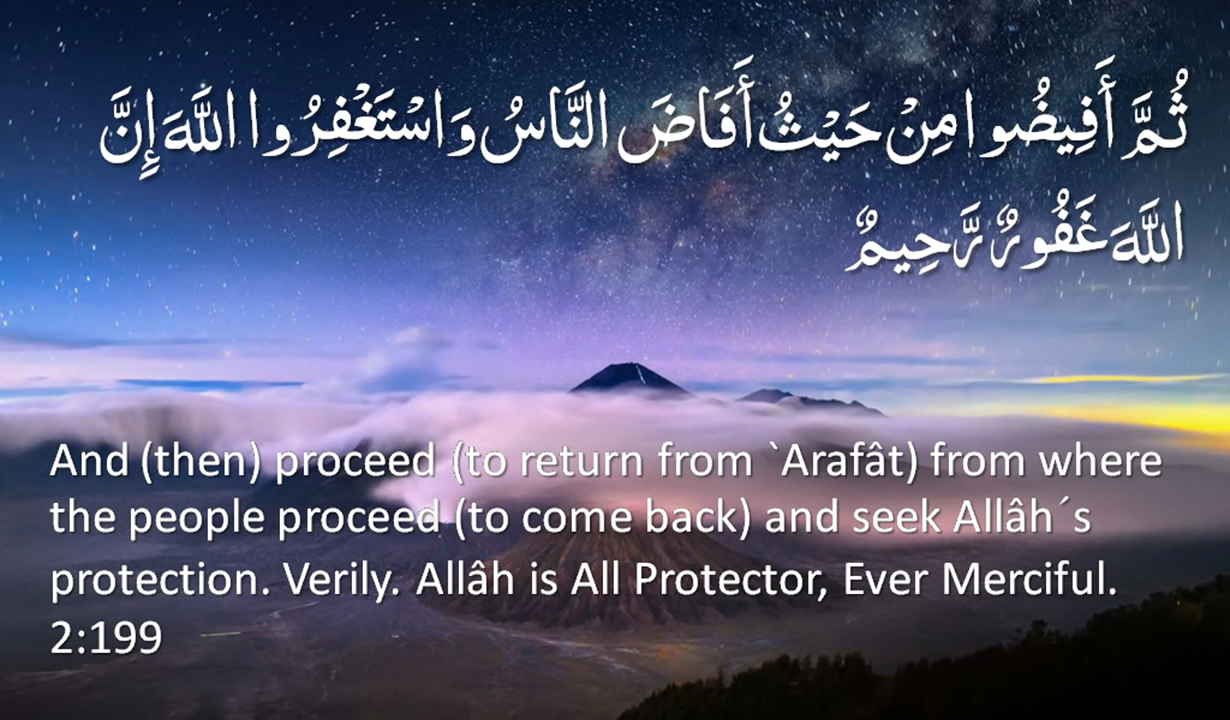 ثُمَّ أَفِيضُوا مِنْ حَيْثُ أَفَاضَ النَّاسُ وَاسْتَغْفِرُوا اللَّهَ إِنَّ
اللَّهَ غَفُورٌ رَّحِيمٌ
And (then) proceed (to return from `Arafât) from where
the people proceed (to come back) and seek Allâh´s
protection. Verily. Allâh is All Protector, Ever Merciful.
2:199